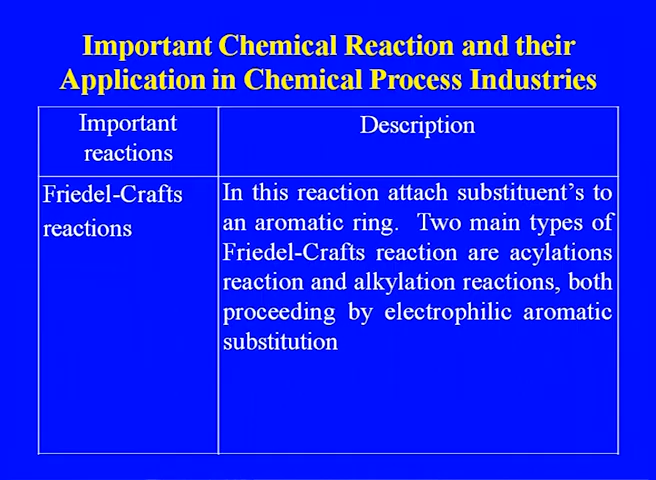 Important Chemical Reaction and their
Application in Chemical Process Industries
Important
reactions
Description
Friedel-Crafts
reactions
In this reaction attach substituent's to
an aromatic ring. Two main types of
Friedel-Crafts reaction are acylations
reaction and alkylation reactions, both
proceeding by electrophilic aromatic
substitution